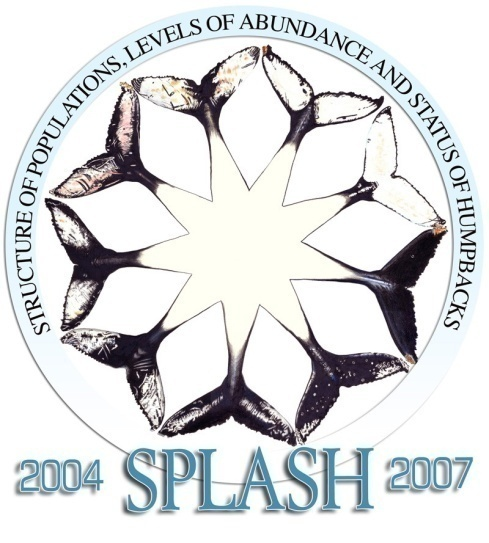 STRUCTURE OF POPULATIONS, LEVELS OF ABUNDANCE AND STATUS OF HUMPBACKS
2004 SPLASH 2007